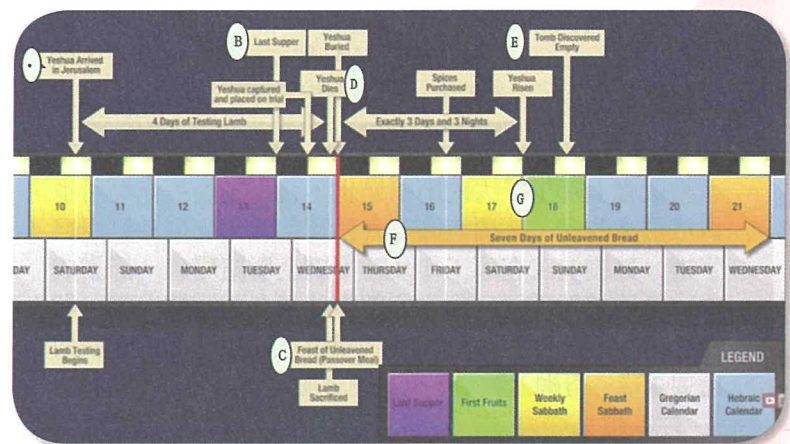 B
Last Supper
Yeshua
Buried
E
Tomb Discovered
Empty
Yeshua Arrived
in Jerusalem
Yeshua captured
and placed on trial
Yeshua
Dies
D
Spices
Purchased
Yeshua
Risen
4 Days of Testing Lamb
Exactly 3 Days and 3 Nights
10
11
12
13
14
15
16
17
G
18
19
20
21
F
Seven Days of Unleavened Bread
DAY
SATURDAY
SUNDAY
MONDAY
TUESDAY
WEDNESDAY
THURSDAY
FRIDAY
SATURDAY
SUNDAY
MONDAY
TUESDAY
WEDNESDAY
Lamb Testing
Begins
C
Feast of Unleavened
Bread (Passover Meal)
Lamb
Sacrificed
LEGEND
Last Supper
First Fruits
Weekly
Sabbath
Feast
Sabbath
Gregorian
Calendar
Hebraic
Calendar